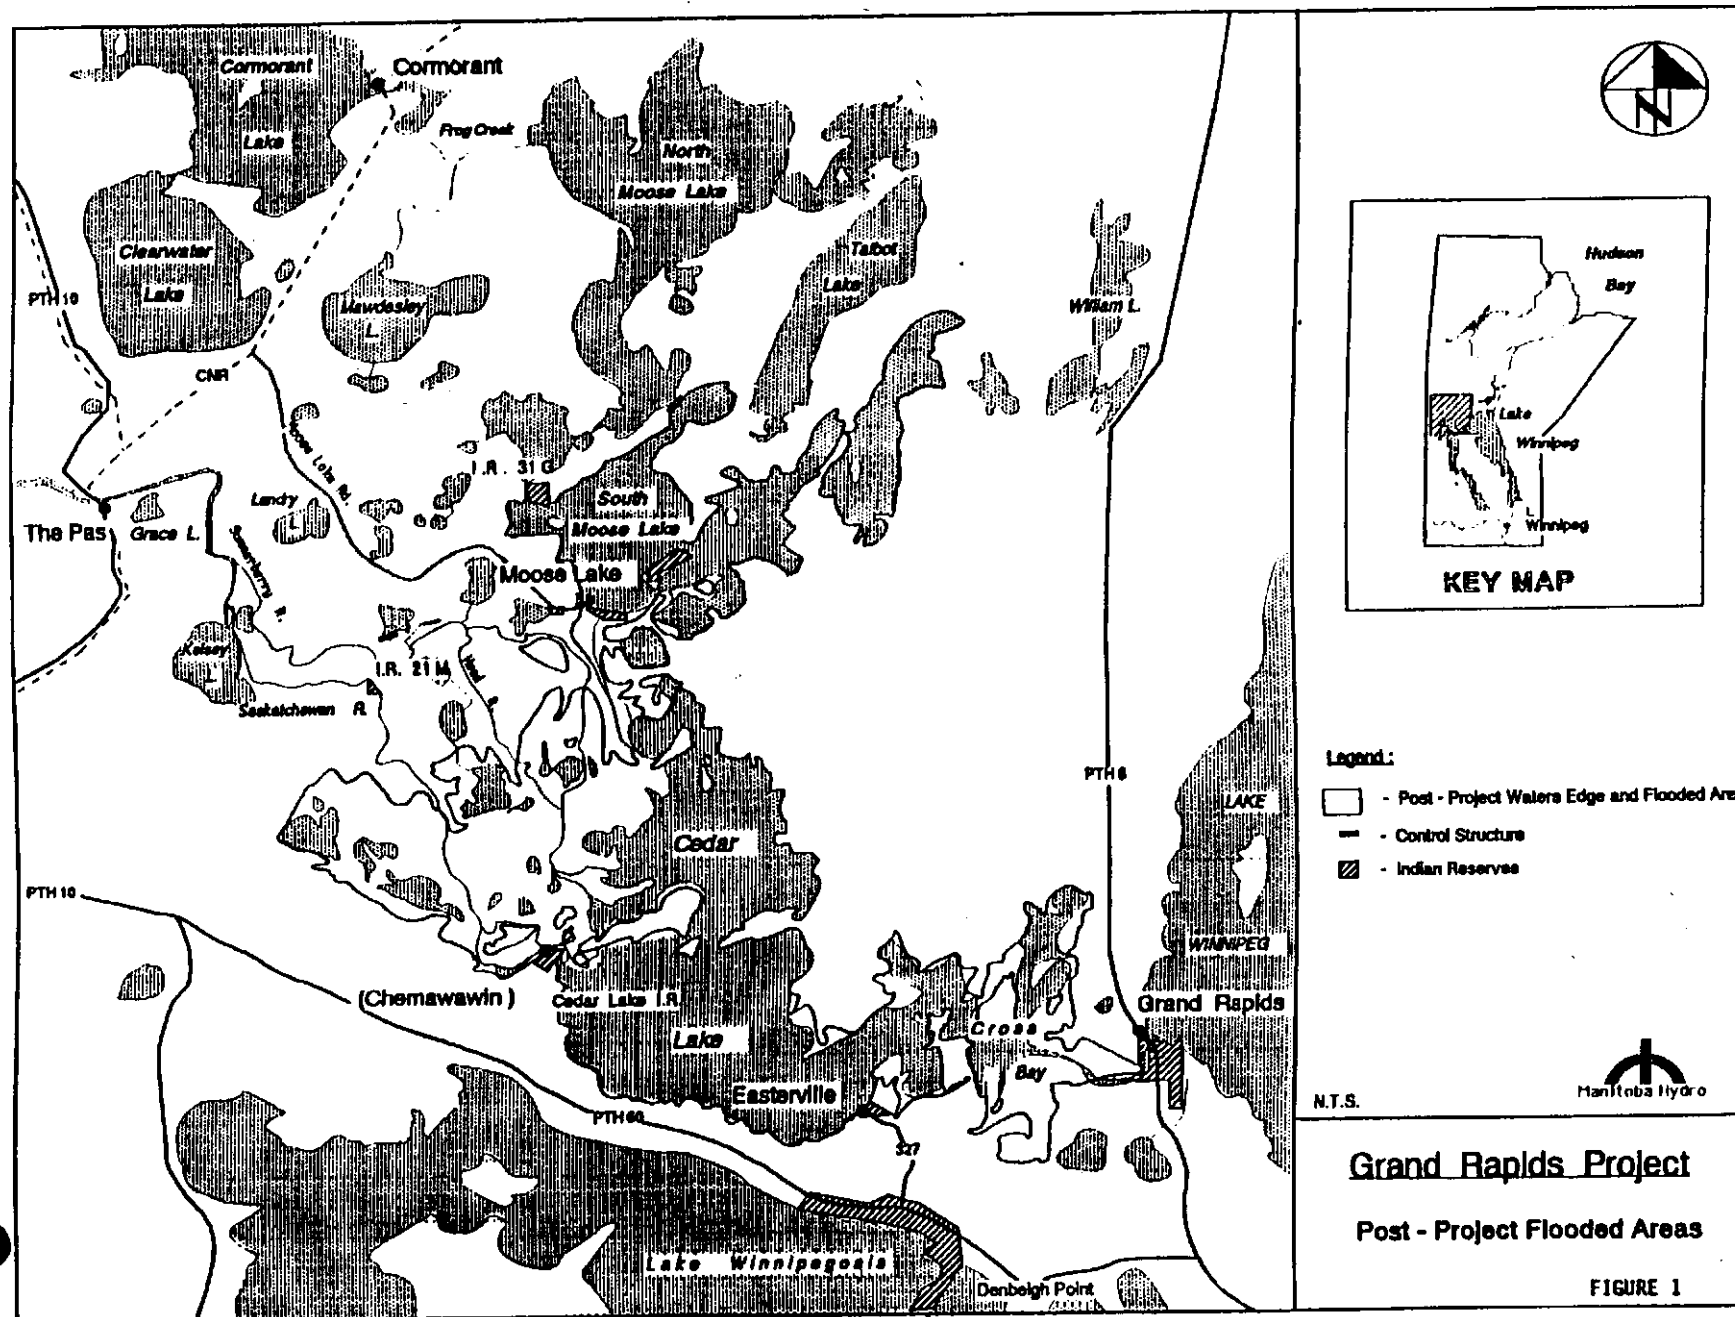 Cormorant
Lake
Cormorant
Frog Creek
North
Moose Lake
Clearwater
Lake
PTH 10
Mawdesley
L.
Talbot
Lake
William L.
CNR
Moose Lake Rd.
I.R. 31 G
Landry
L.
South
Moose Lake
The Pas
Grace L.
Summerberry R.
Moose Lake
Kelsey
L.
I.R. 21 M
Head R.
Saskatchewan R.
PTH 6
LAKE
WINNIPEG
Cedar
Lake
PTH 10
(Chemawawin)
Cedar Lake I.R.
Grand Rapids
Cross
Bay
Easterville
PTH 60
327
Lake Winnipegosis
Denbeigh Point
N
Hudson
Bay
Lake
Winnipeg
L.
Winnipeg
KEY MAP
Legend :
- Post - Project Waters Edge and Flooded Are
- Control Structure
- Indian Reserves
N.T.S.
Manitoba Hydro
Grand Rapids Project
Post - Project Flooded Areas
FIGURE 1